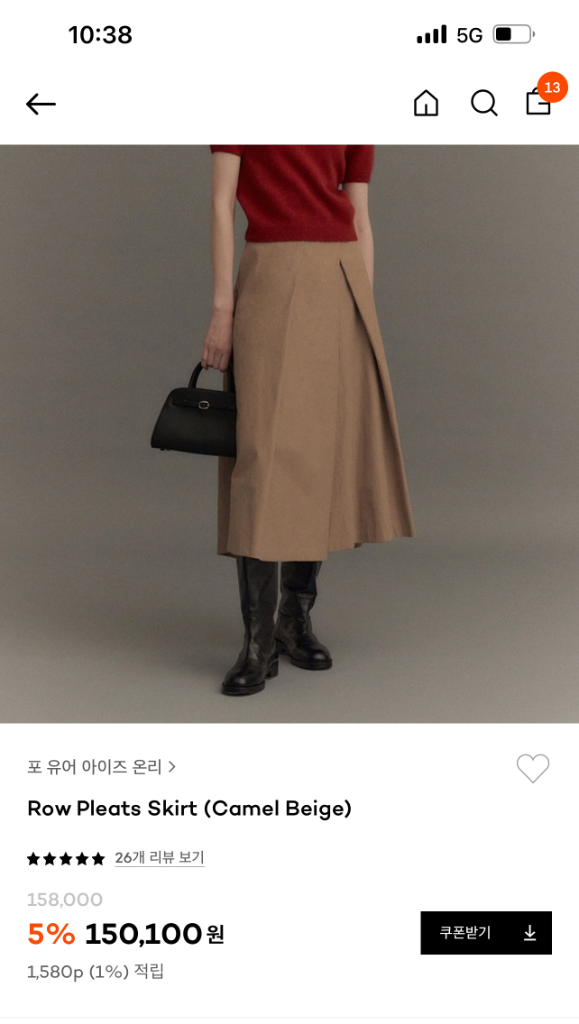 10:38
5G
13
포 유어 아이즈 온리 >
Row Pleats Skirt (Camel Beige)
★★★★★ 26개 리뷰 보기
158,000
5% 150,100원
쿠폰받기
1,580p (1%) 적립